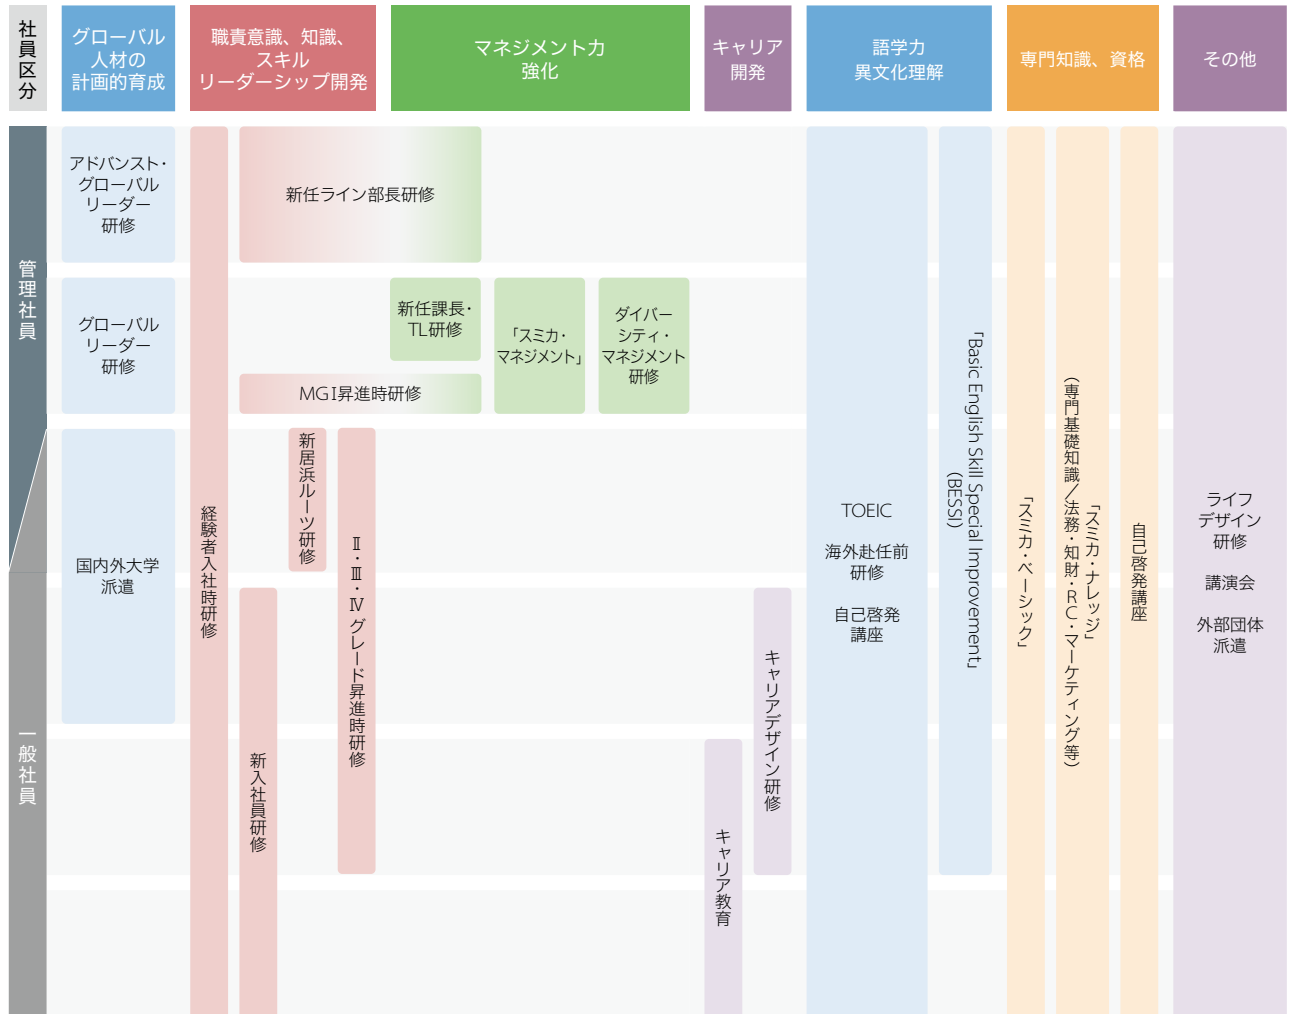 社員区分
グローバル
人材の
計画的育成
職責意識、知識、
スキル
リーダーシップ開発
マネジメント力
強化
キャリア
開発
語学力
異文化理解
専門知識、資格
その他
管理社員
一般社員
アドバンスト・
グローバル
リーダー
研修
グローバル
リーダー
研修
国内外大学
派遣
経験者入社時研修
新任ライン部長研修
新任課長・
TL研修
MGI昇進時研修
「スミカ・
マネジメント」
ダイバー
シティ・
マネジメント
研修
新居浜ルーツ研修
Ⅱ・Ⅲ・Ⅳグレード昇進時研修
新入社員研修
キャリア教育
キャリアデザイン研修
TOEIC
海外赴任前
研修
自己啓発
講座
「Basic English Skill Special Improvement」
(BESSI)
「スミカ・ベーシック」
「スミカ・ナレッジ」
（専門基礎知識／法務・知財・RC・マーケティング等）
自己啓発講座
ライフ
デザイン
研修
講演会
外部団体
派遣